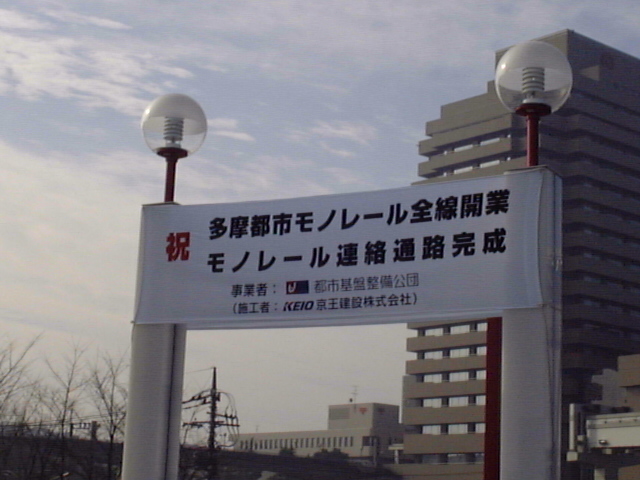 祝 多摩都市モノレール全線開業
モノレール連絡通路完成
事業者： 都市基盤整備公団
（施工者：KEIO 京王建設株式会社）